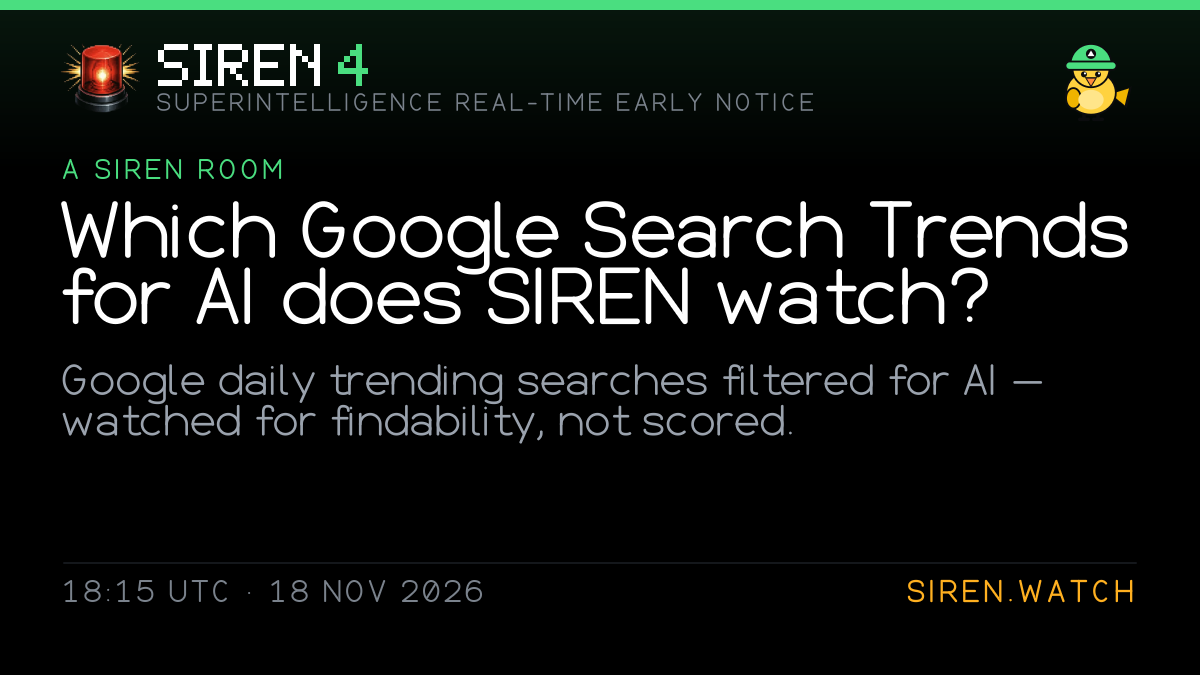 SIREN 4
SUPERINTELLIGENCE REAL-TIME EARLY NOTICE
A SIREN ROOM
Which Google Search Trends
for AI does SIREN watch?
Google daily trending searches filtered for AI —
watched for findability, not scored.
18:15 UTC · 18 NOV 2026
SIREN.WATCH